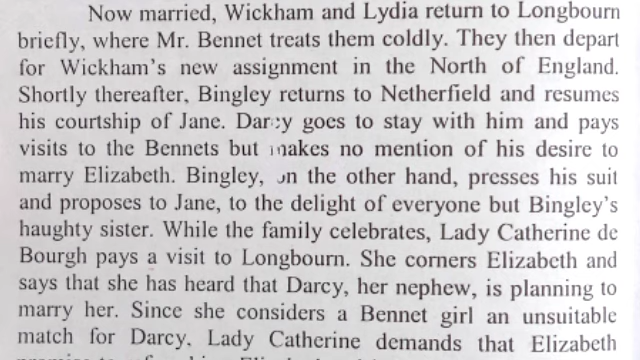 Now married, Wickham and Lydia return to Longbourn
briefly, where Mr. Bennet treats them coldly. They then depart
for Wickham's new assignment in the North of England.
Shortly thereafter, Bingley returns to Netherfield and resumes
his courtship of Jane. Darcy goes to stay with him and pays
visits to the Bennets but makes no mention of his desire to
marry Elizabeth. Bingley, on the other hand, presses his suit
and proposes to Jane, to the delight of everyone but Bingley's
haughty sister. While the family celebrates, Lady Catherine de
Bourgh pays a visit to Longbourn. She corners Elizabeth and
says that she has heard that Darcy, her nephew, is planning to
marry her. Since she considers a Bennet girl an unsuitable
match for Darcy, Lady Catherine demands that Elizabeth